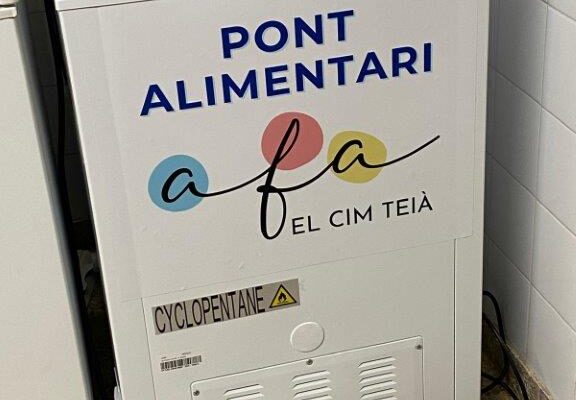 PONT
ALIMENTARI
afa
EL CIM TEIÀ
CYCLOPENTANE